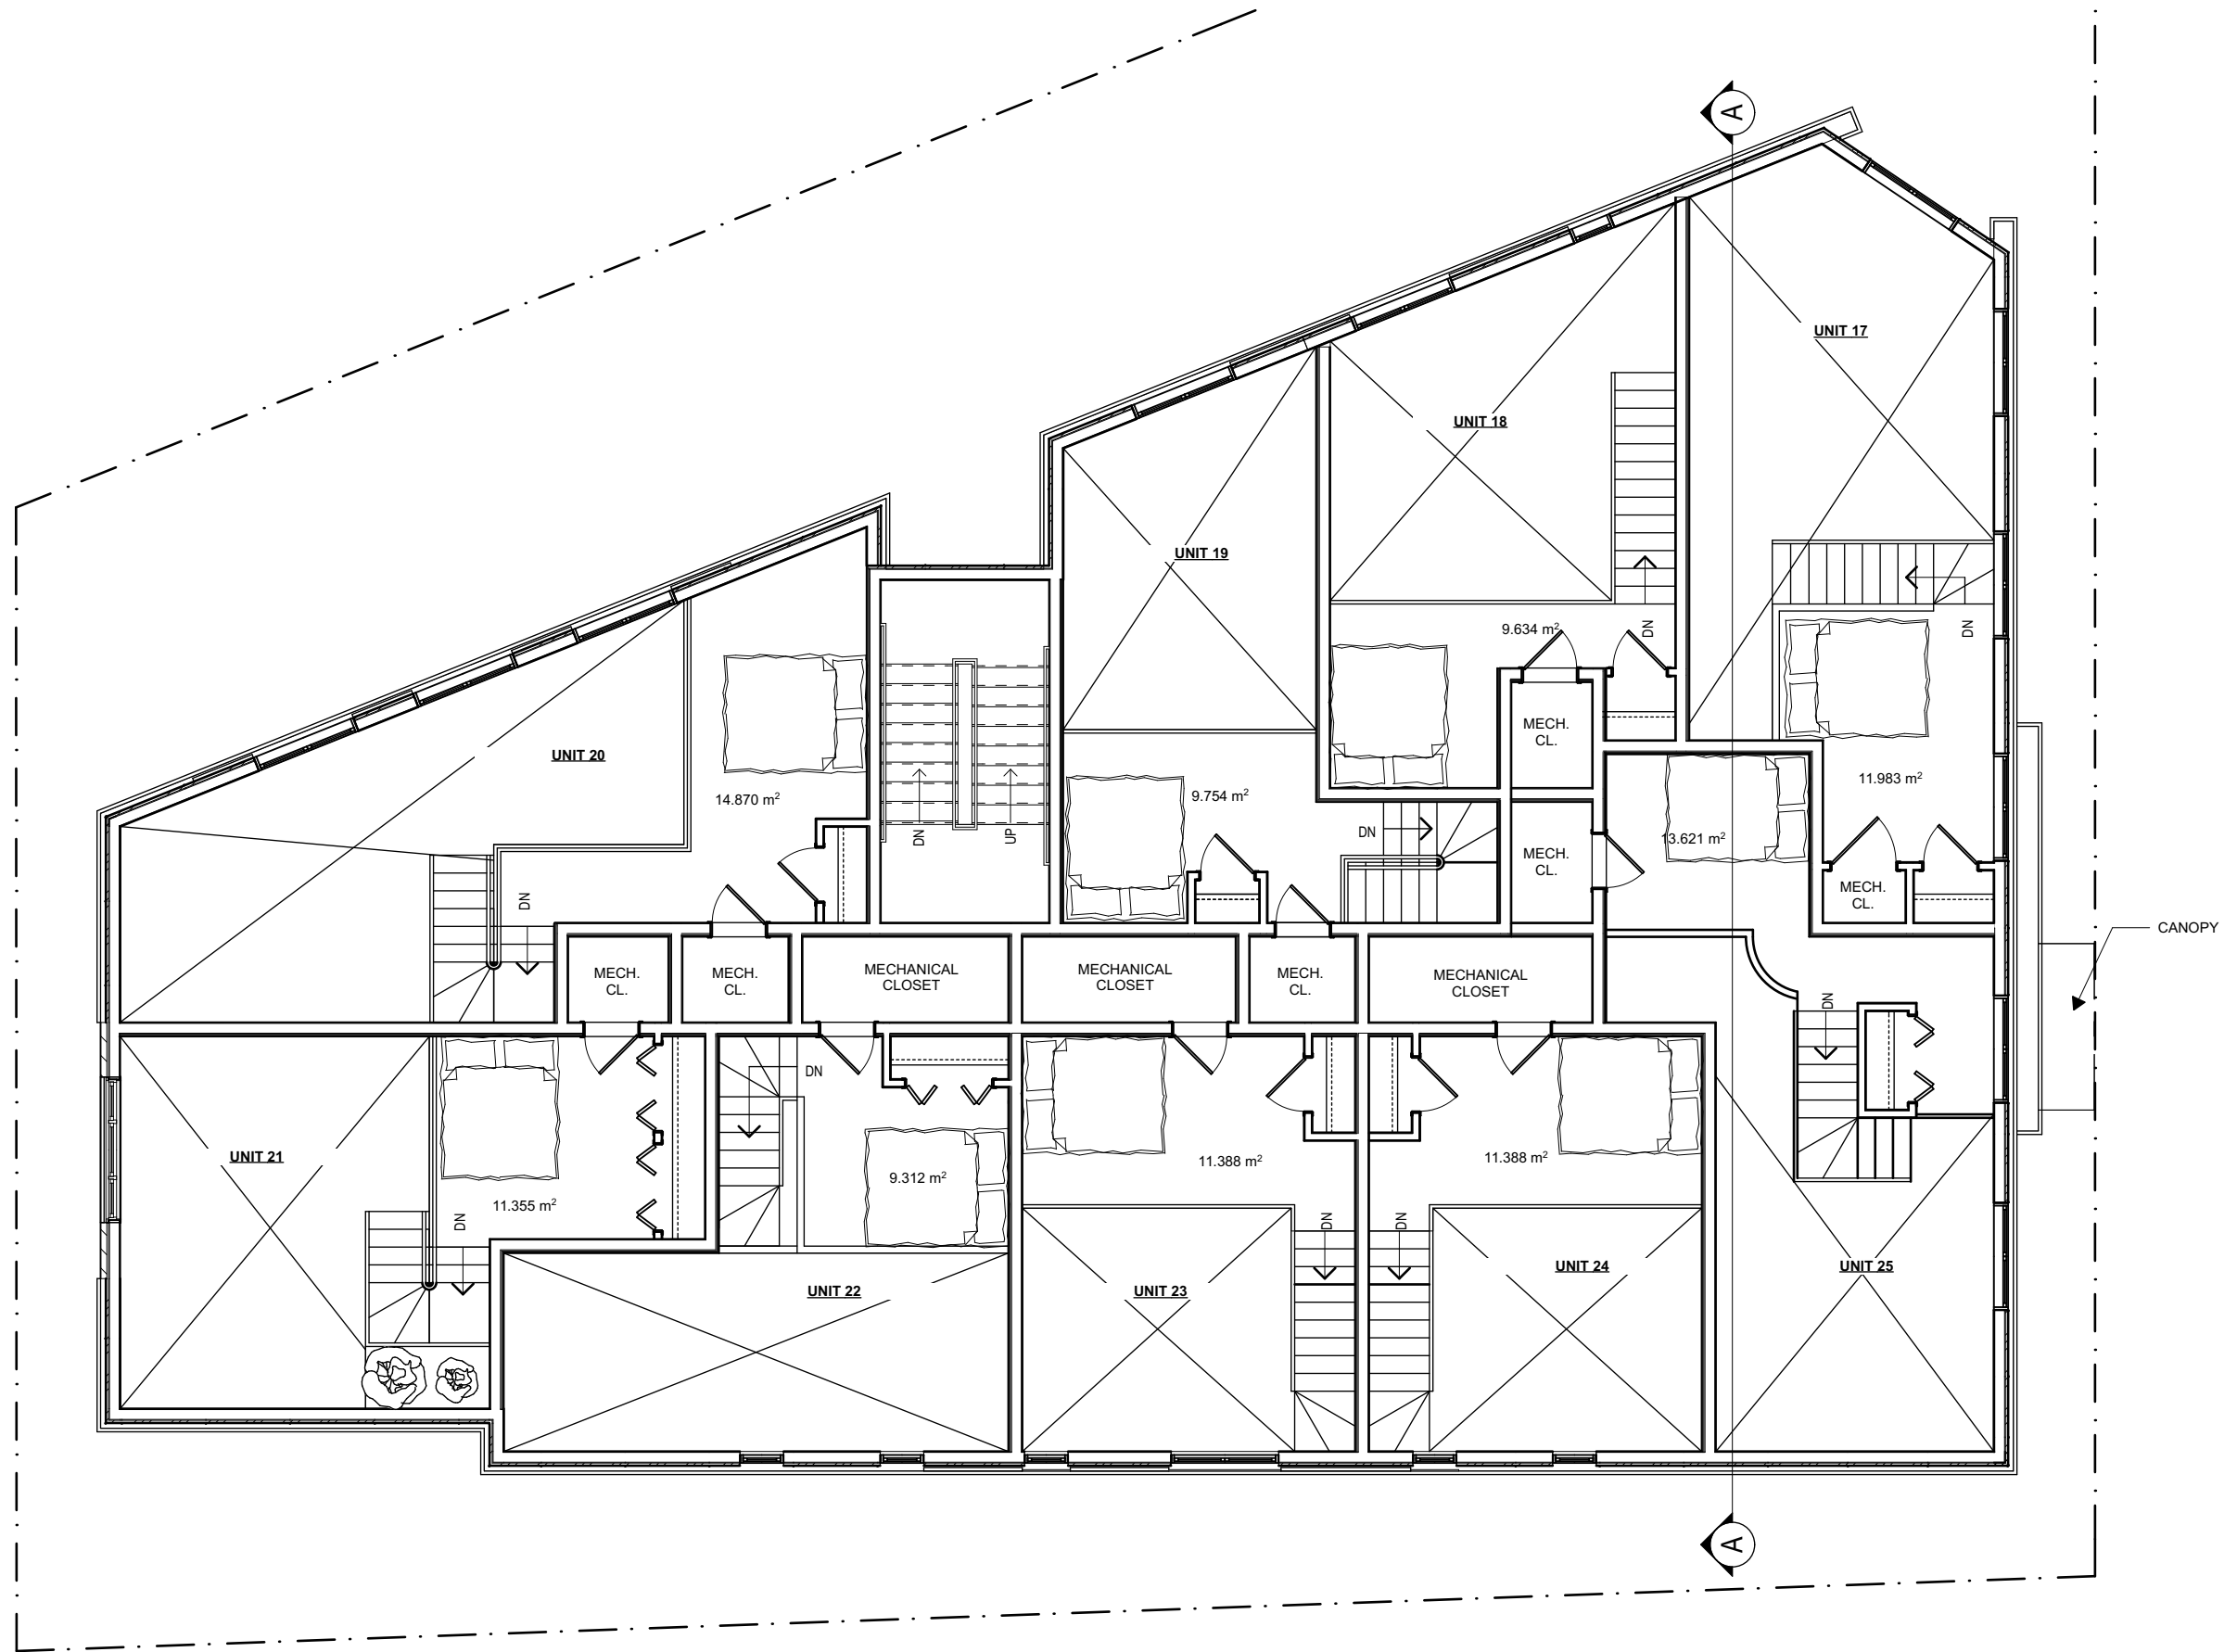 A
UNIT 17
UNIT 18
UNIT 19
DN
9.634 m²
DN
MECH.
CL.
UNIT 20
11.983 m²
14.870 m²
9.754 m²
DN
UP
DN
13.621 m²
MECH.
CL.
MECH.
CL.
DN
CANOPY
MECH.
CL.
MECH.
CL.
MECHANICAL
CLOSET
MECHANICAL
CLOSET
MECH.
CL.
MECHANICAL
CLOSET
DN
DN
UNIT 21
11.355 m²
9.312 m²
11.388 m²
11.388 m²
DN
DN
DN
UNIT 22
UNIT 23
UNIT 24
UNIT 25
A